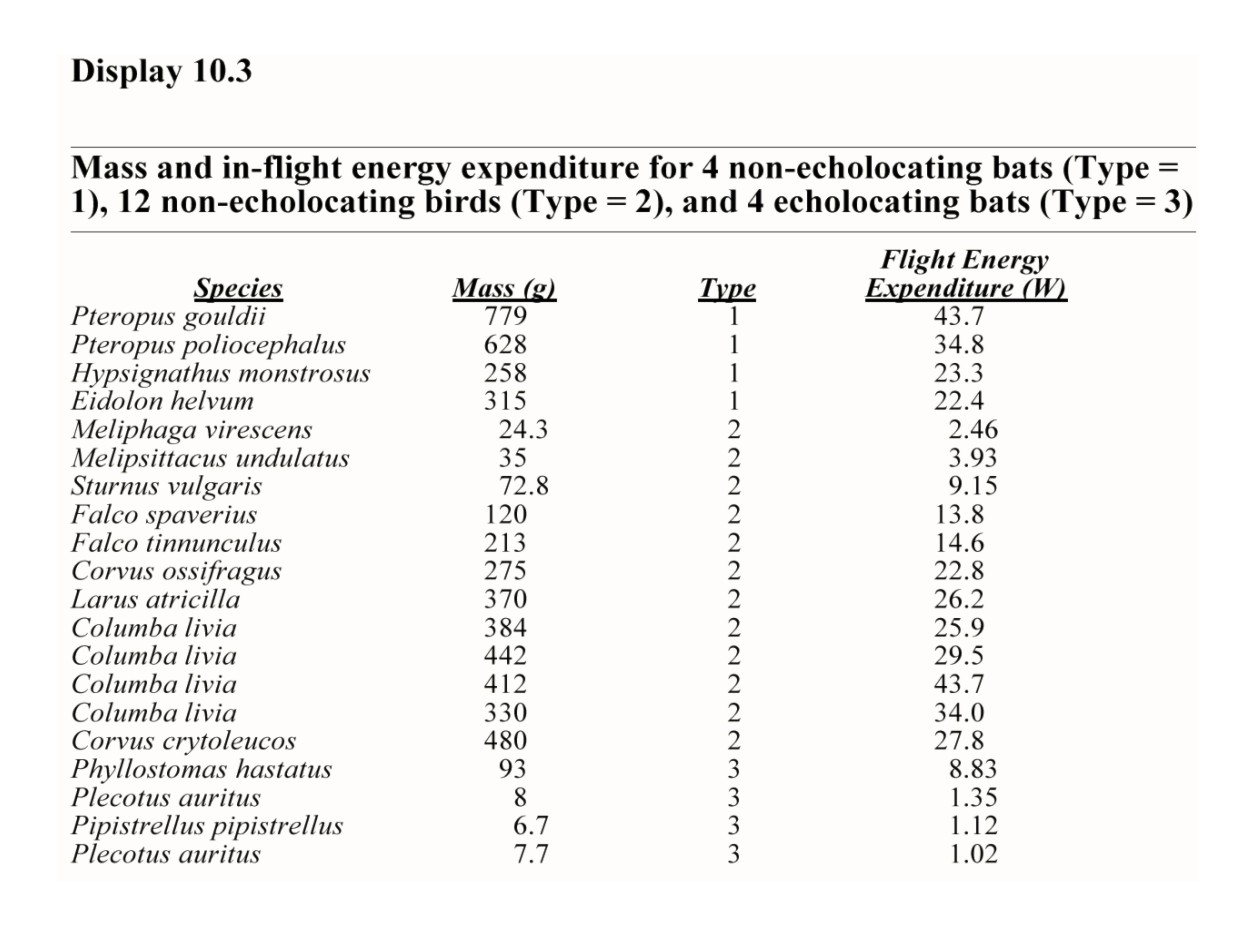 Display 10.3
Mass and in-flight energy expenditure for 4 non-echolocating bats (Type =
1), 12 non-echolocating birds (Type = 2), and 4 echolocating bats (Type = 3)
Flight Energy
Species Mass (g) Type Expenditure (W)
Pteropus gouldii 779 1 43.7
Pteropus poliocephalus 628 1 34.8
Hypsignathus monstrosus 258 1 23.3
Eidolon helvum 315 1 22.4
Meliphaga virescens 24.3 2 2.46
Melipsittacus undulatus 35 2 3.93
Sturnus vulgaris 72.8 2 9.15
Falco spaverius 120 2 13.8
Falco tinnunculus 213 2 14.6
Corvus ossifragus 275 2 22.8
Larus atricilla 370 2 26.2
Columba livia 384 2 25.9
Columba livia 442 2 29.5
Columba livia 412 2 43.7
Columba livia 330 2 34.0
Corvus crytoleucos 480 2 27.8
Phyllostomas hastatus 93 3 8.83
Plecotus auritus 8 3 1.35
Pipistrellus pipistrellus 6.7 3 1.12
Plecotus auritus 7.7 3 1.02